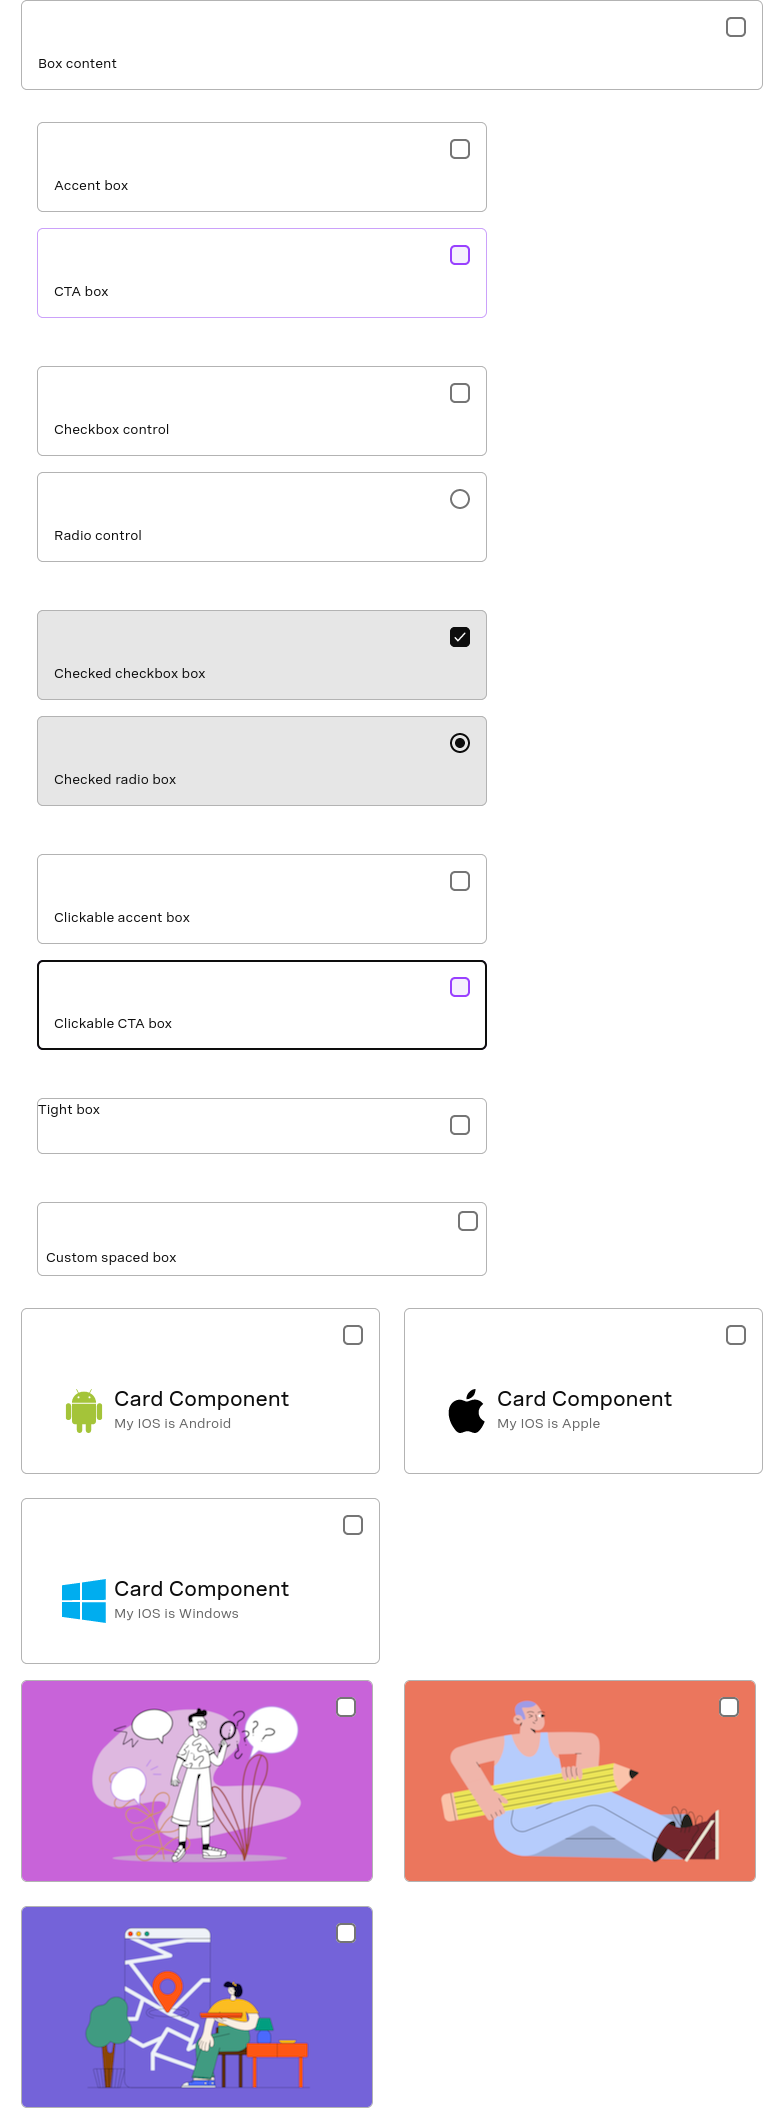 Box content
Accent box
CTA box
Checkbox control
Radio control
Checked checkbox box
Checked radio box
Clickable accent box
Clickable CTA box
Tight box
Custom spaced box
Card Component
My IOS is Android
Card Component
My IOS is Apple
Card Component
My IOS is Windows